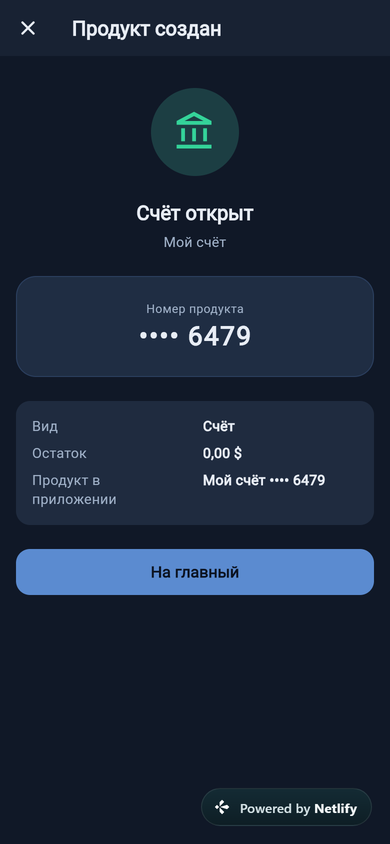 Продукт создан
Счёт открыт
Мой счёт
Номер продукта
•••• 6479
Вид Счёт
Остаток 0,00 $
Продукт в приложении Мой счёт •••• 6479
На главный
Powered by Netlify